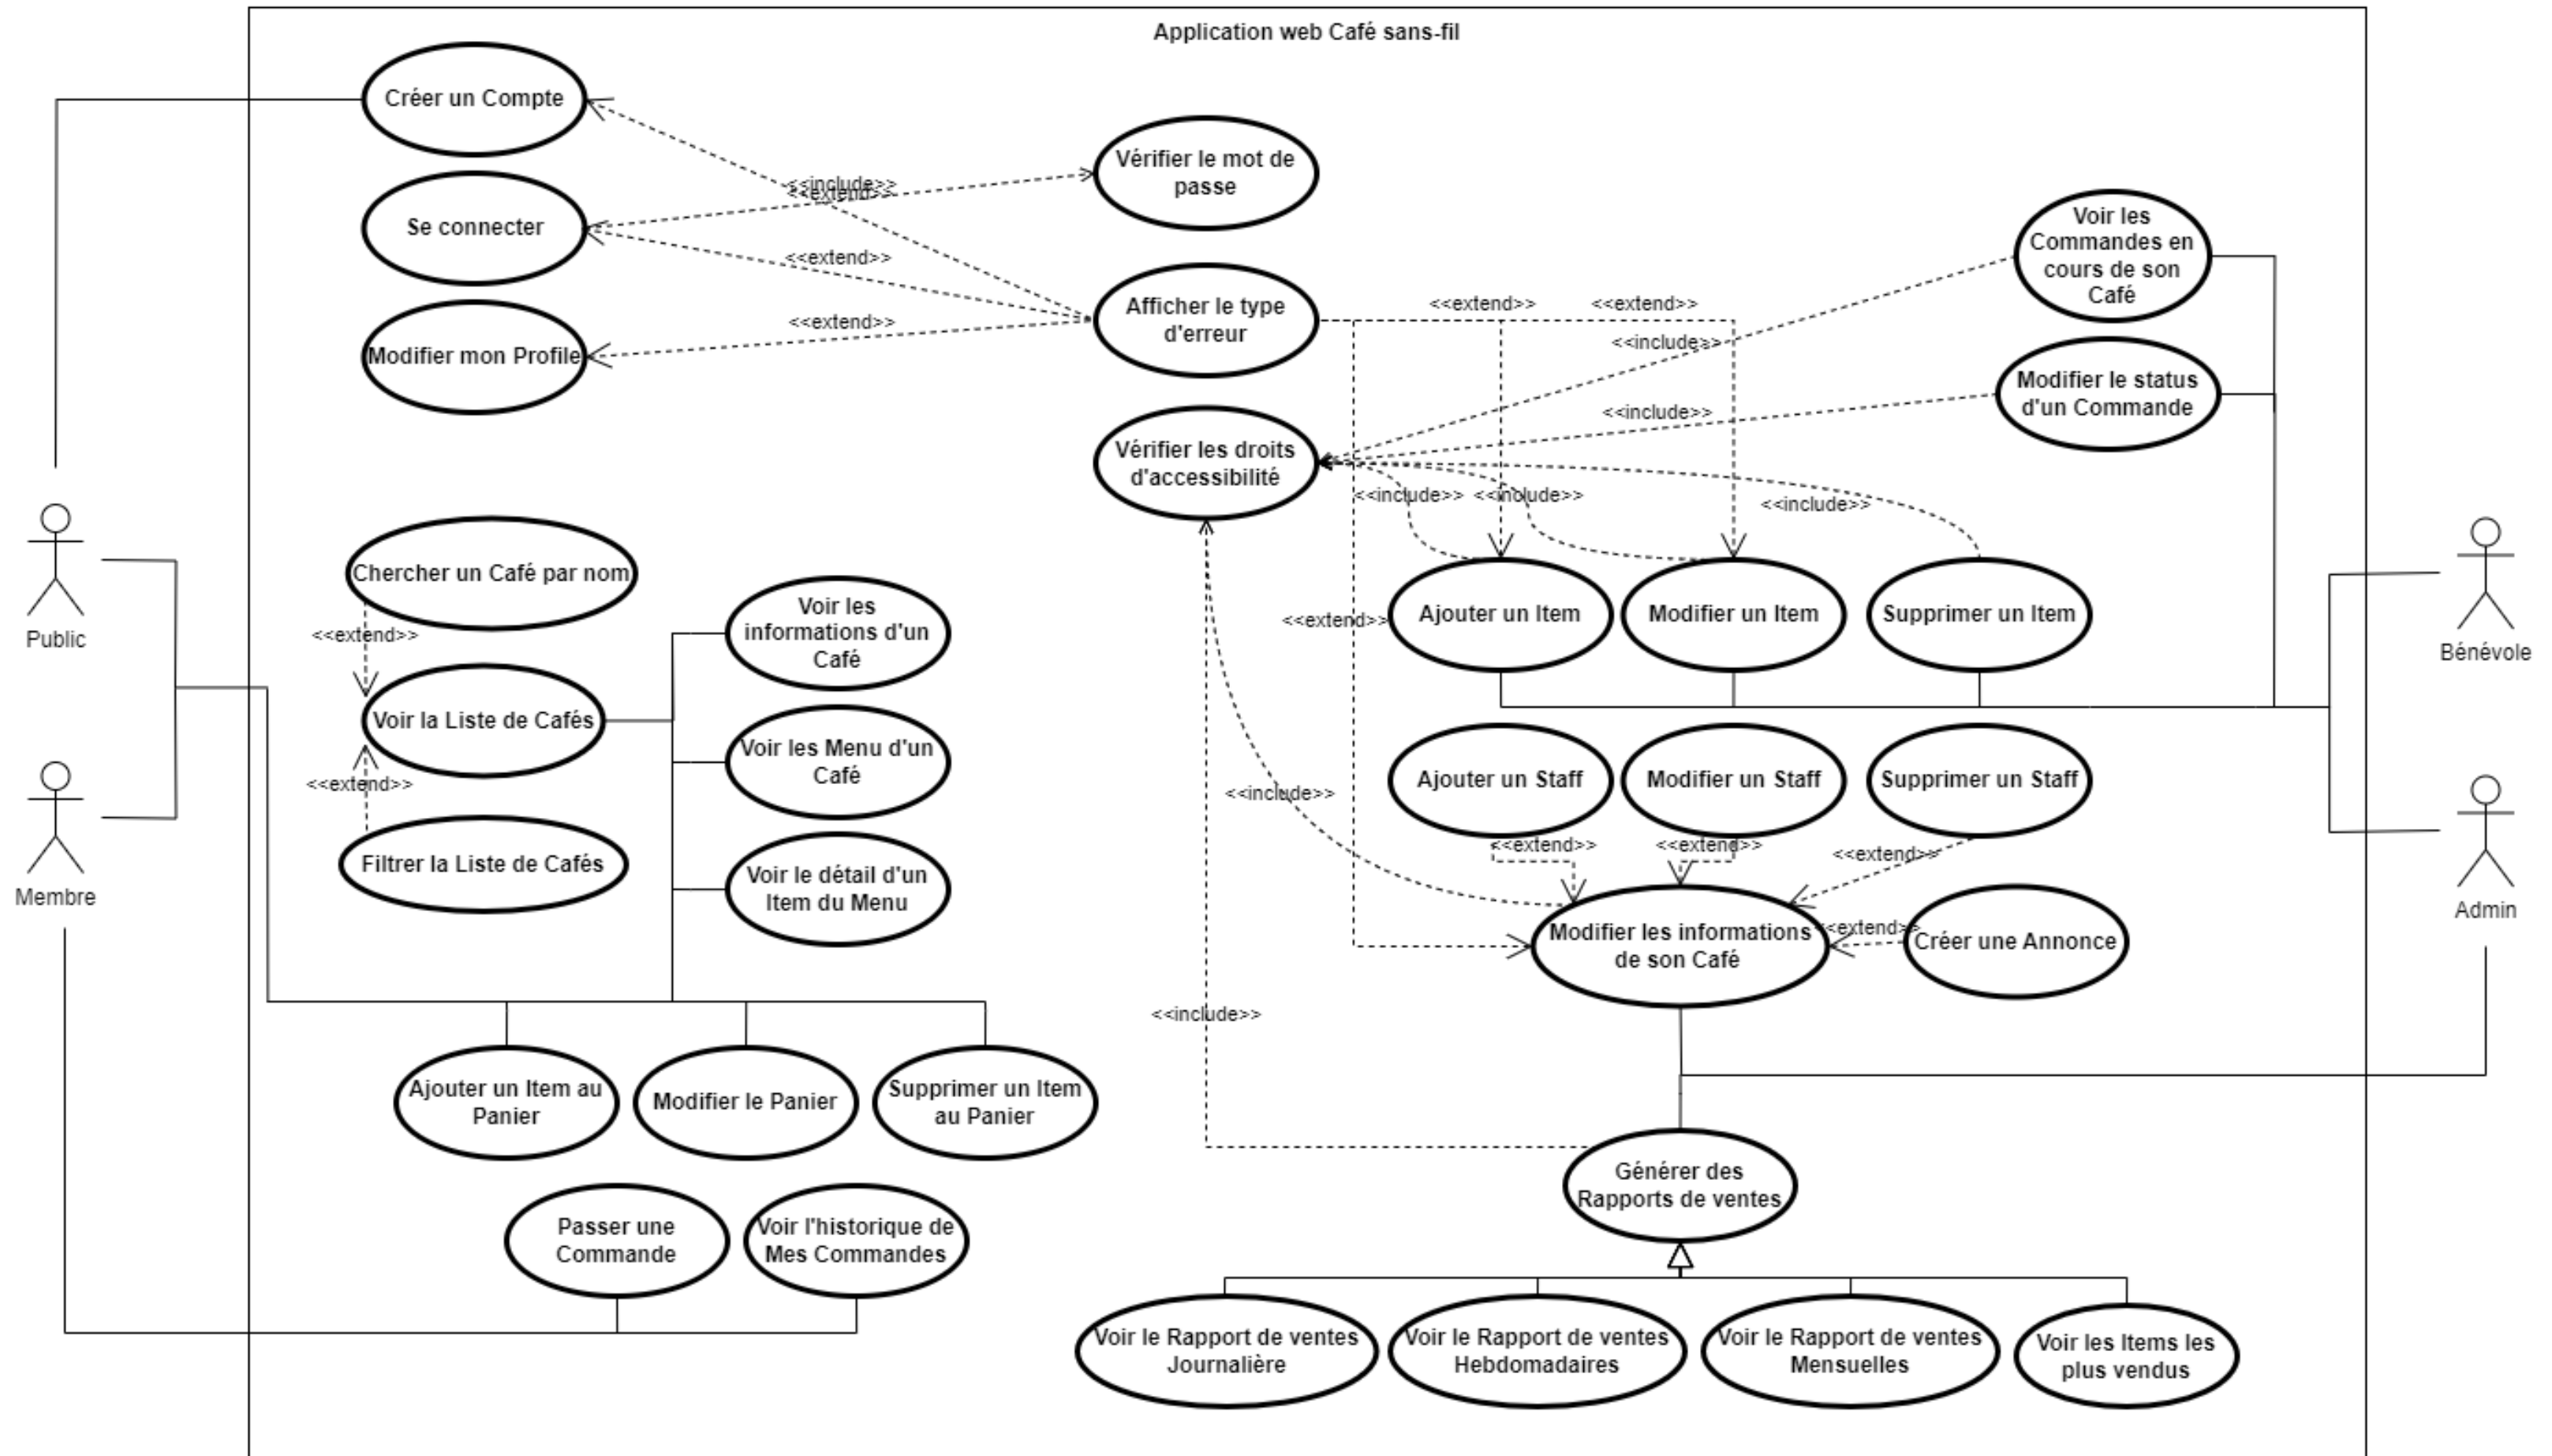 Application web Café sans-fil
Créer un Compte
Vérifier le mot de
passe
<<include>>
<<extend>>
Se connecter
<<extend>>
Modifier mon Profile
<<extend>>
Afficher le type
d'erreur
<<extend>>
<<extend>>
<<include>>
Voir les
Commandes en
cours de son
Café
Modifier le status
d'un Commande
<<include>>
Vérifier les droits
d'accessibilité
<<include>>
<<include>>
<<include>>
Public
Chercher un Café par nom
<<extend>>
Voir la Liste de Cafés
<<extend>>
Filtrer la Liste de Cafés
Membre
Voir les
informations d'un
Café
Voir les Menu d'un
Café
Voir le détail d'un
Item du Menu
<<extend>>
Ajouter un Item
Modifier un Item
Supprimer un Item
Bénévole
Ajouter un Staff
Modifier un Staff
Supprimer un Staff
<<include>>
<<extend>>
<<extend>>
<<extend>>
Admin
Modifier les informations
de son Café
<<extend>>
Créer une Annonce
<<include>>
Ajouter un Item au
Panier
Modifier le Panier
Supprimer un Item
au Panier
Passer une
Commande
Voir l'historique de
Mes Commandes
Générer des
Rapports de ventes
Voir le Rapport de ventes
Journalière
Voir le Rapport de ventes
Hebdomadaires
Voir le Rapport de ventes
Mensuelles
Voir les Items les
plus vendus